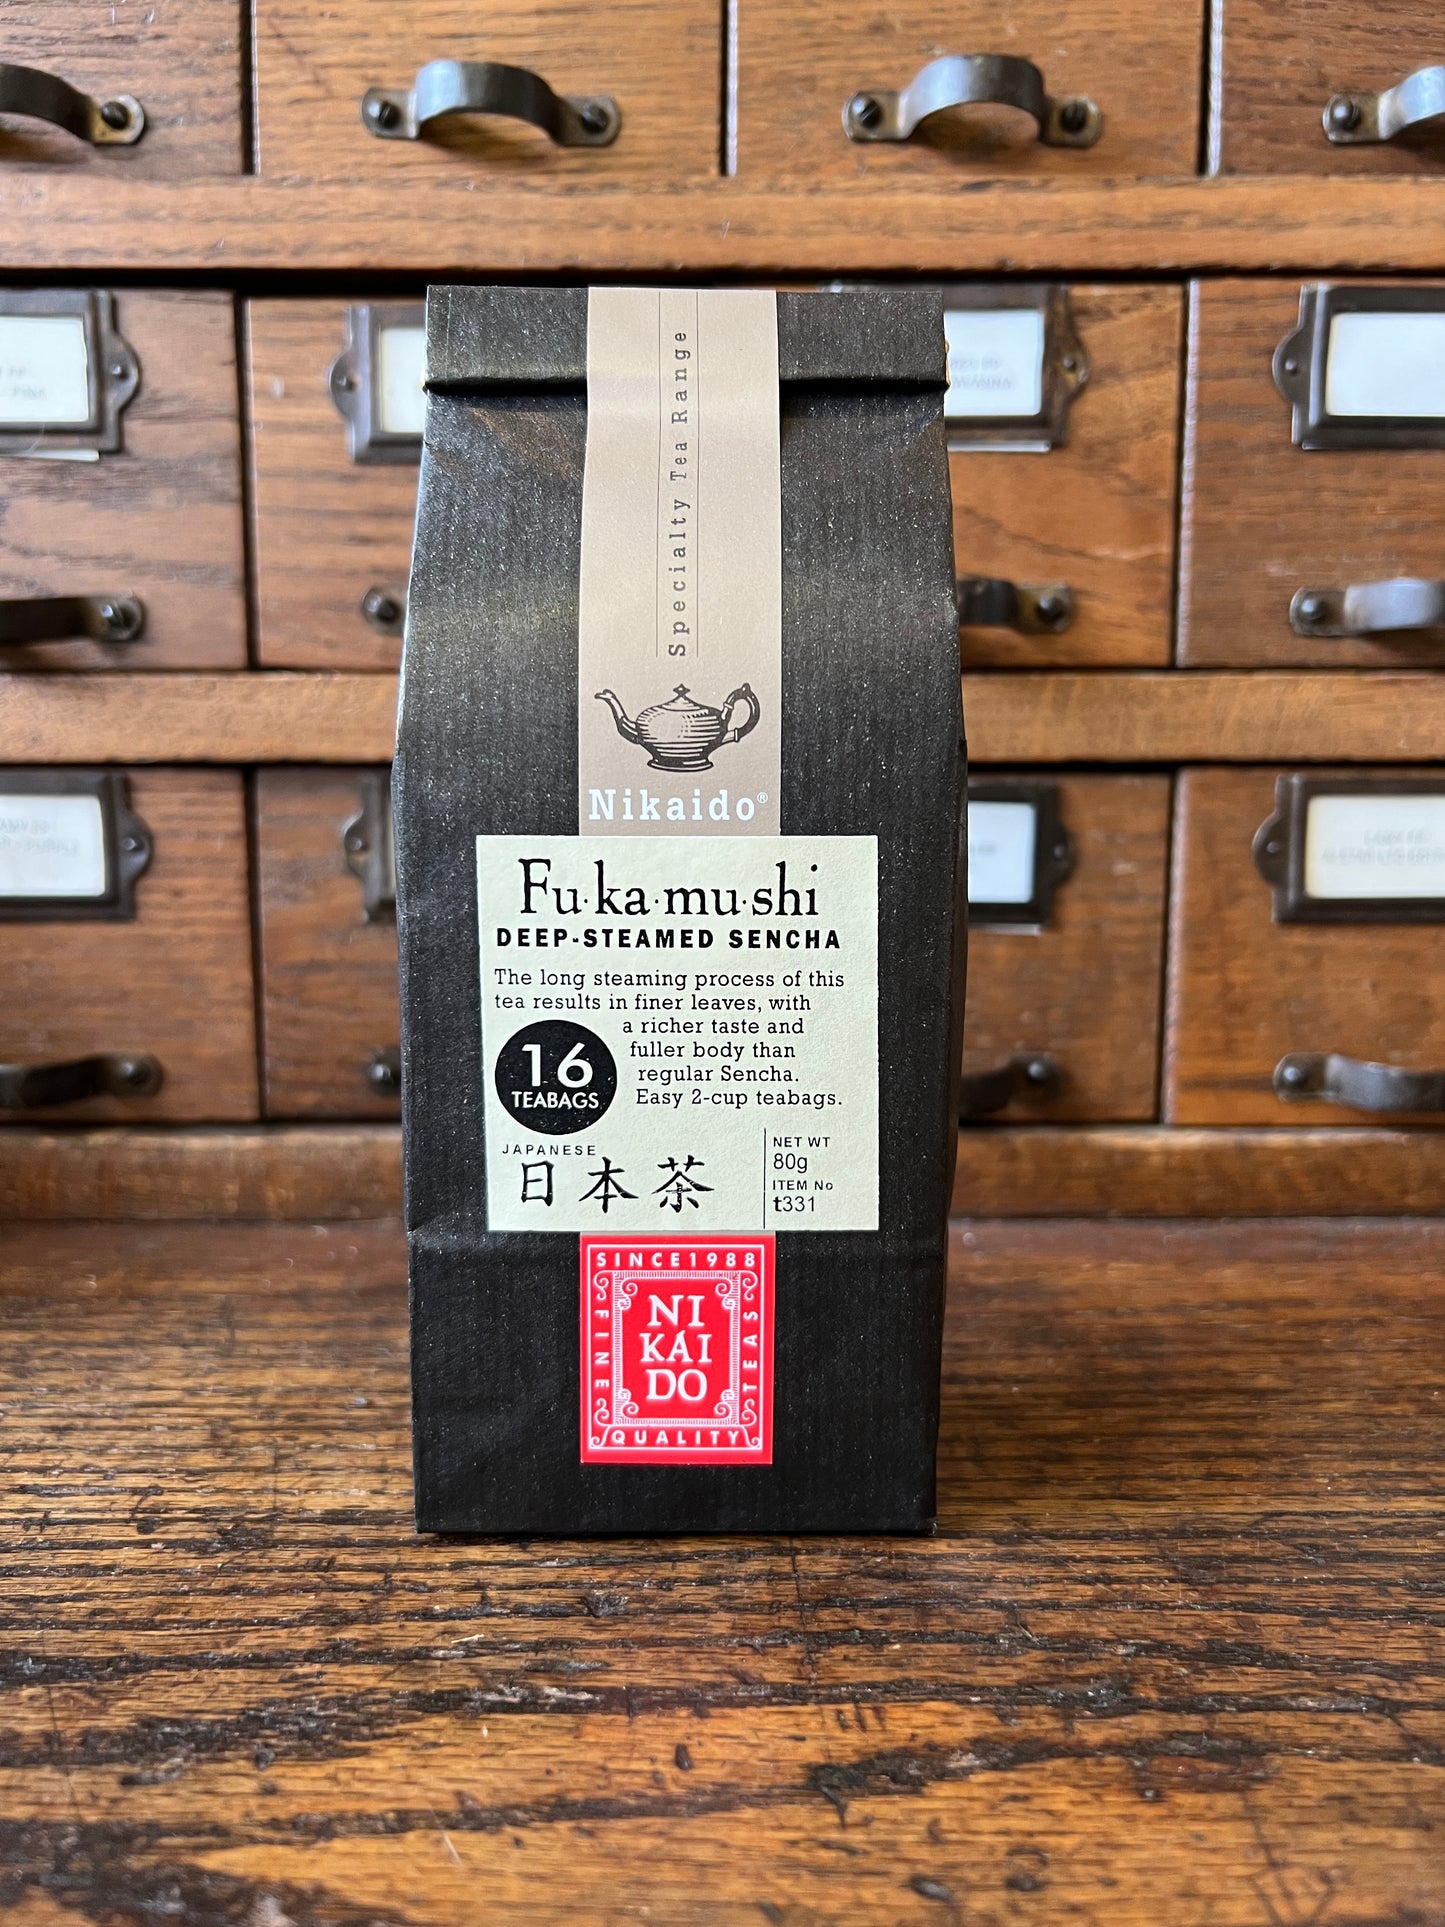 Specialty Tea Range
Nikaido®
Fu·ka·mu·shi
DEEP-STEAMED SENCHA
The long steaming process of this
tea results in finer leaves, with
a richer taste and
fuller body than
regular Sencha.
Easy 2-cup teabags.
16
TEABAGS
JAPANESE
日本茶
NET WT
80g
ITEM No
t331
SINCE 1988
FINE
NI
KAI
DO
TEAS
QUALITY